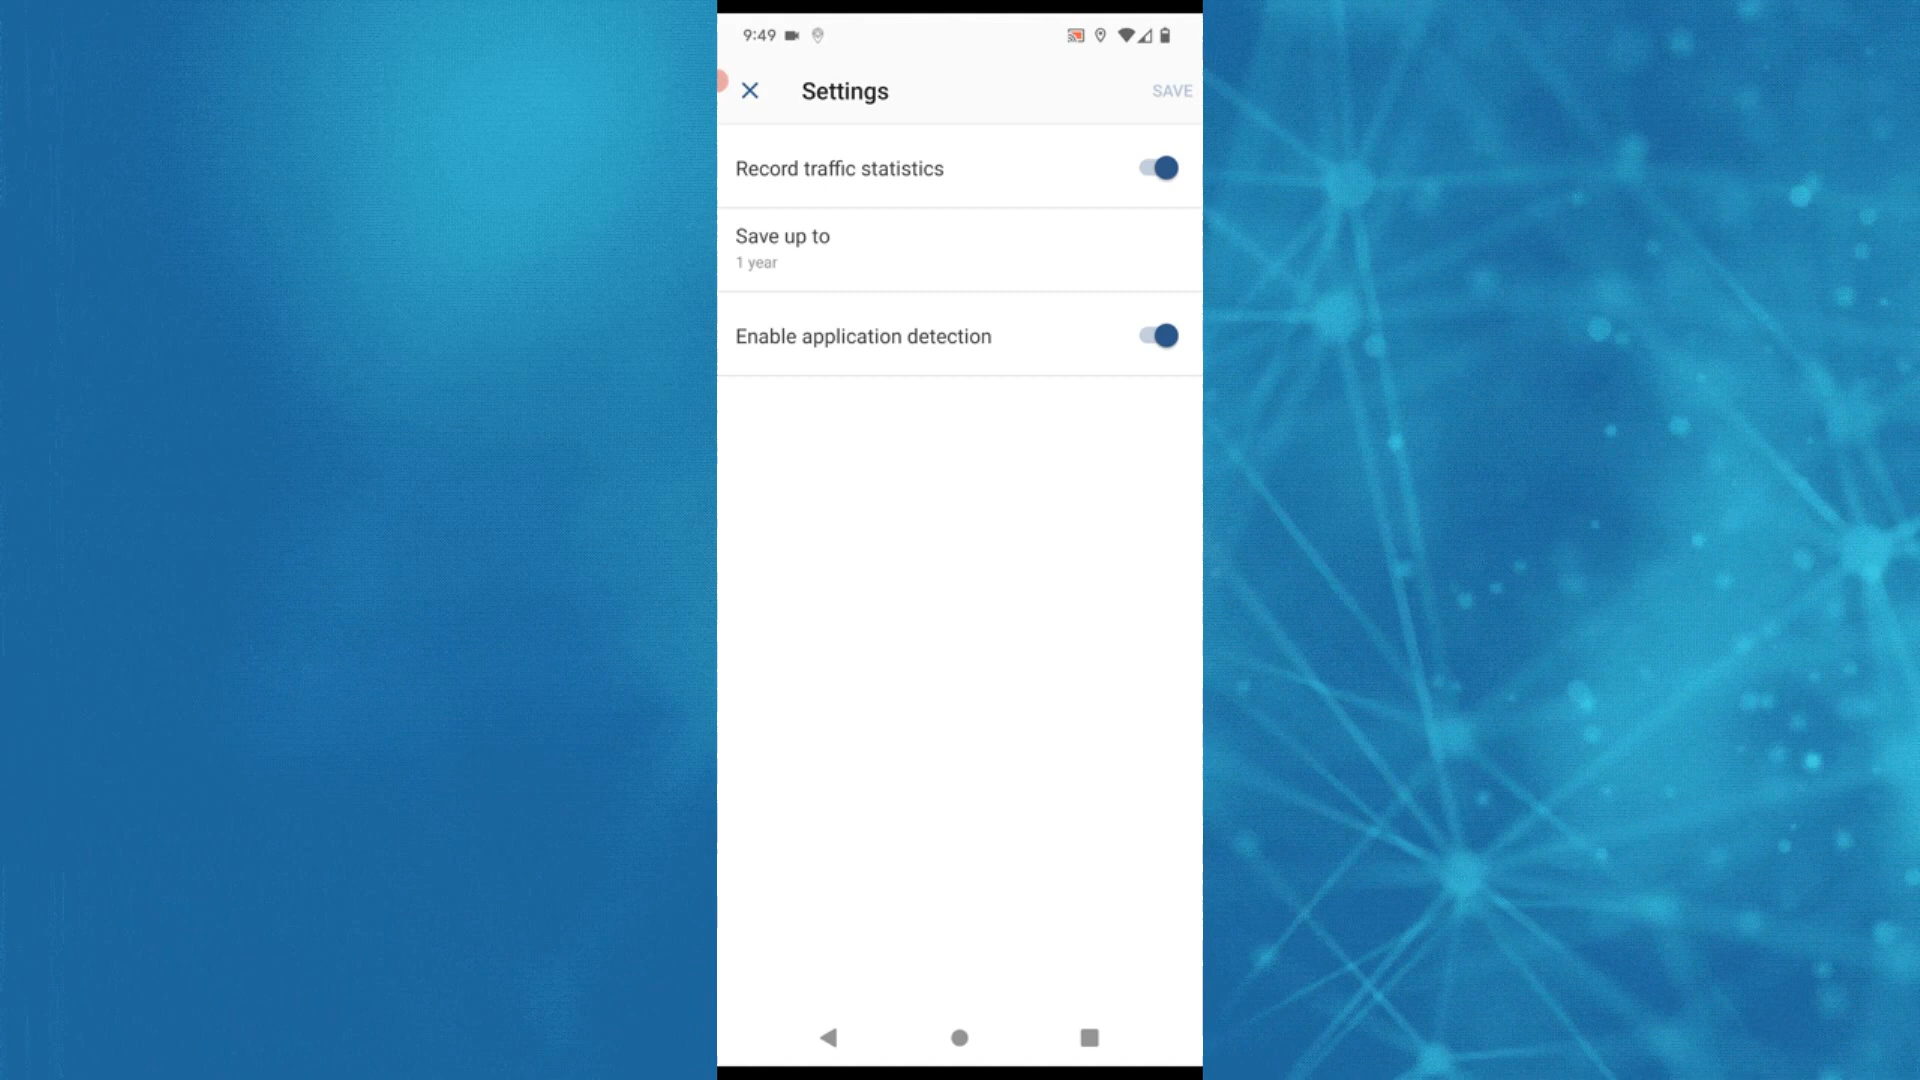 9:49
Settings
SAVE
Record traffic statistics
Save up to
1 year
Enable application detection